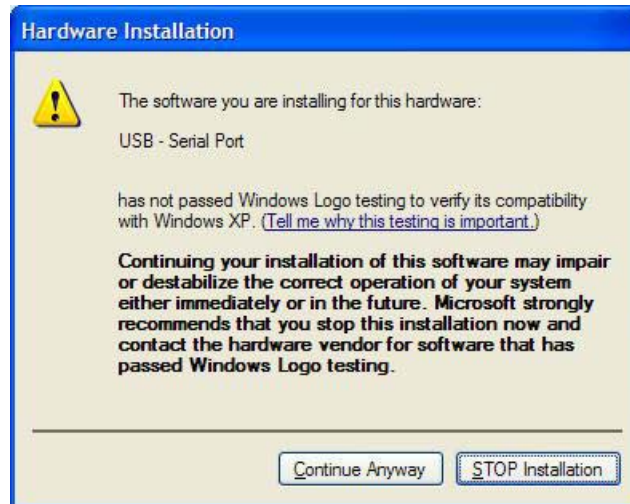 Hardware Installation
The software you are installing for this hardware:
USB - Serial Port
has not passed Windows Logo testing to verify its compatibility
with Windows XP. (Tell me why this testing is important.)
Continuing your installation of this software may impair
or destabilize the correct operation of your system
either immediately or in the future. Microsoft strongly
recommends that you stop this installation now and
contact the hardware vendor for software that has
passed Windows Logo testing.
Continue Anyway
STOP Installation